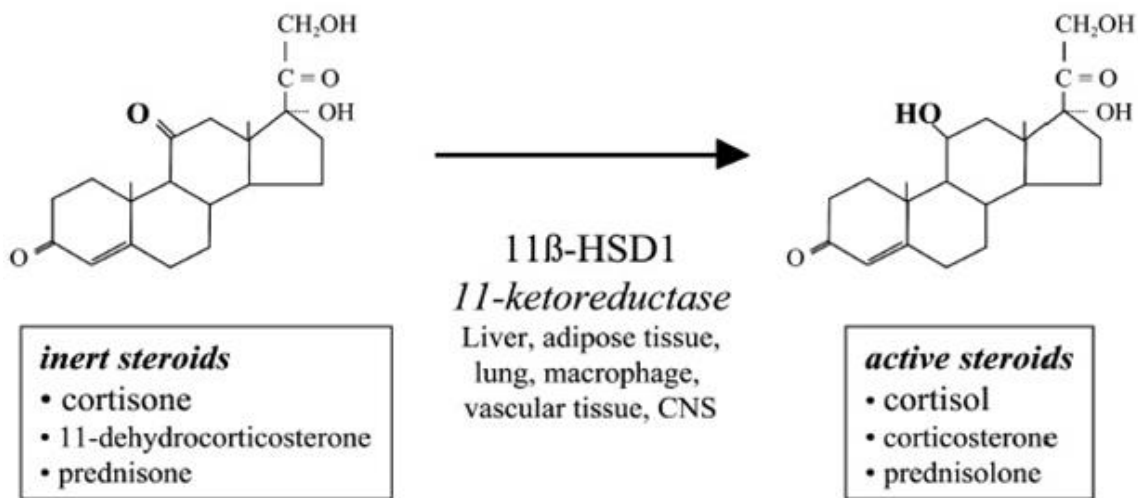 CH₂OH
C=O
OH
O
O
11ß-HSD1
11-ketoreductase
Liver, adipose tissue,
lung, macrophage,
vascular tissue, CNS
CH₂OH
C=O
OH
HO
O
inert steroids
• cortisone
• 11-dehydrocorticosterone
• prednisone
active steroids
• cortisol
• corticosterone
• prednisolone